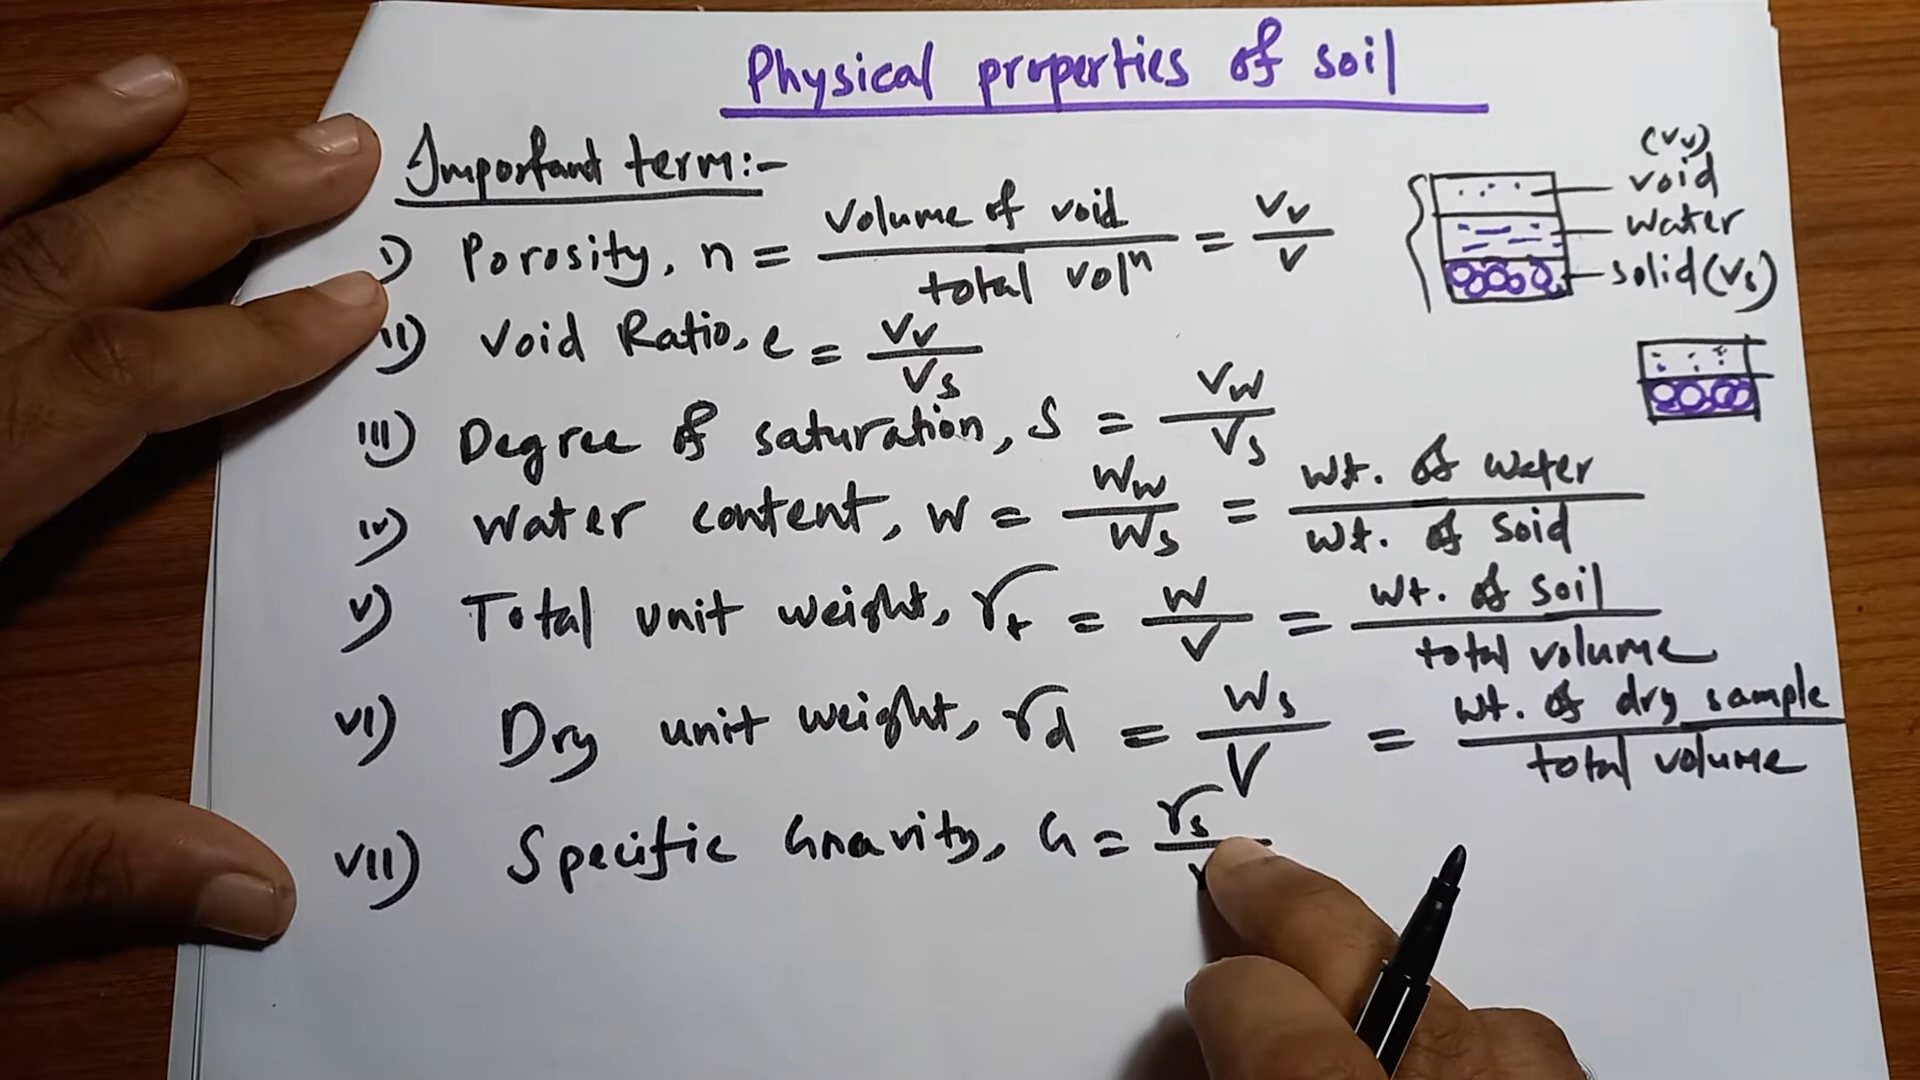 Physical properties of soil
Important term:-
i) Porosity, n = volume of void / total volⁿ = Vv / V
(Vv)
void
water
solid (Vs)
ii) Void Ratio, e = Vv / Vs
iii) Degree of saturation, S = Vw / Vs
iv) Water content, w = Ww / Ws = wt. of water / wt. of soid
v) Total unit weight, γt = W / V = wt. of soil / total volume
vi) Dry unit weight, γd = Ws / V = wt. of dry sample / total volume
vii) Specific Gravity, G = γs